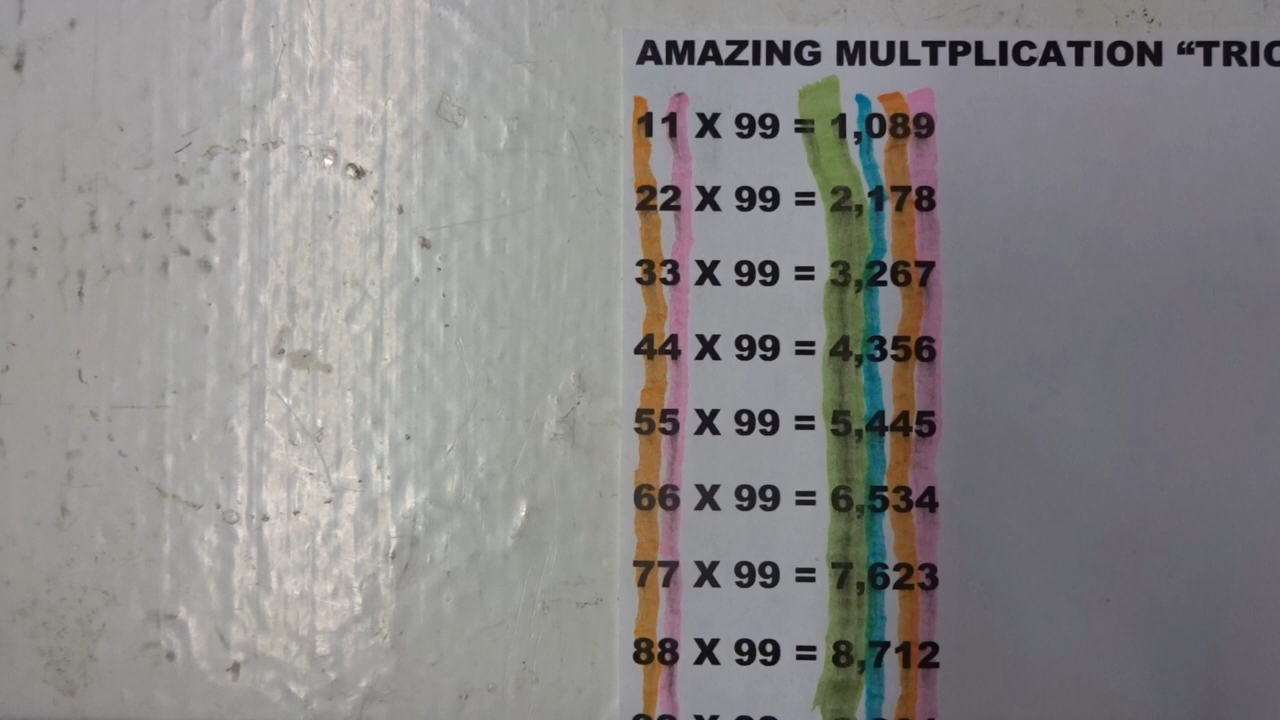 AMAZING MULTPLICATION “TRIC
11 X 99 = 1,089
22 X 99 = 2,178
33 X 99 = 3,267
44 X 99 = 4,356
55 X 99 = 5,445
66 X 99 = 6,534
77 X 99 = 7,623
88 X 99 = 8,712